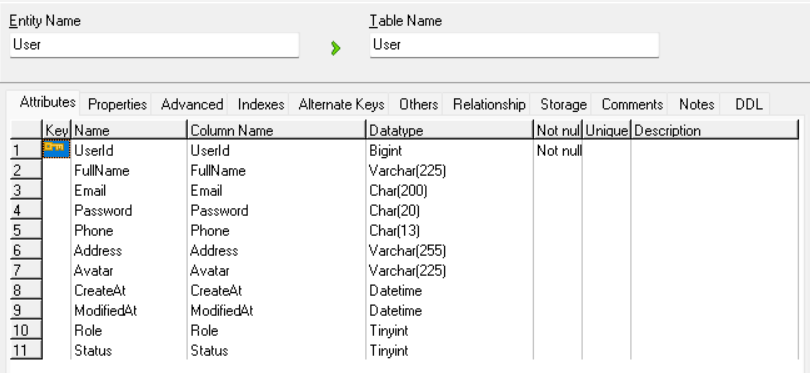 Entity Name Table Name
User User
Attributes Properties Advanced Indexes Alternate Keys Others Relationship Storage Comments Notes DDL
Key Name Column Name Datatype Not nul Unique Description
1 UserId UserId Bigint Not null
2 FullName FullName Varchar(225)
3 Email Email Char(200)
4 Password Password Char(20)
5 Phone Phone Char(13)
6 Address Address Varchar(255)
7 Avatar Avatar Varchar(225)
8 CreateAt CreateAt Datetime
9 ModifiedAt ModifiedAt Datetime
10 Role Role Tinyint
11 Status Status Tinyint